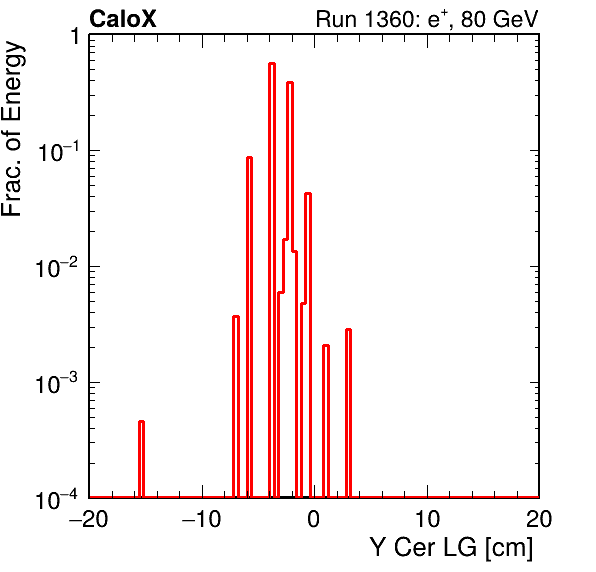 CaloX Run 1360: e⁺, 80 GeV
Frac. of Energy
1
10⁻¹
10⁻²
10⁻³
10⁻⁴
−20 −10 0 10 20
Y Cer LG [cm]